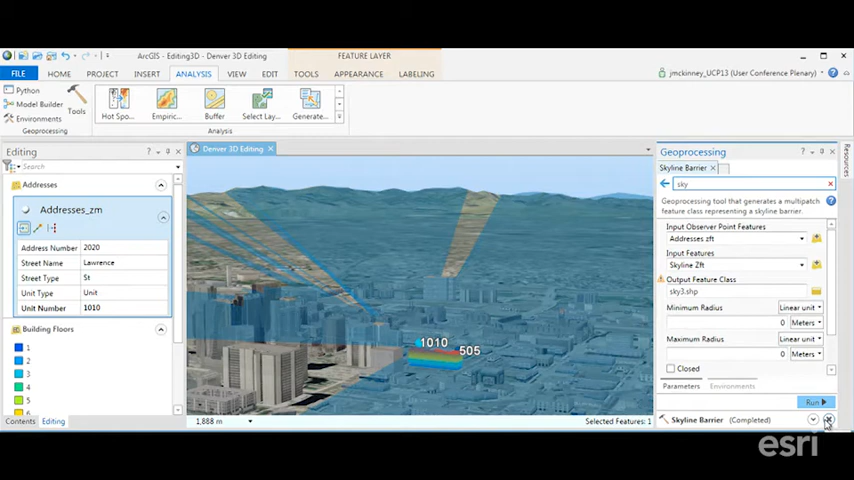 ArcGIS - Editing3D - Denver 3D Editing
FEATURE LAYER
FILE HOME PROJECT INSERT ANALYSIS VIEW EDIT TOOLS APPEARANCE LABELING
jmckinney_UCP13 (User Conference Plenary)
Python
Model Builder
Environments
Tools
Geoprocessing
Hot Spo...
Empiric...
Buffer
Select Lay...
Generate...
Analysis
Editing
Search
Addresses
Addresses_zm
Address Number 2020
Street Name Lawrence
Street Type St
Unit Type Unit
Unit Number 1010
Building Floors
1
2
3
4
5
6
Contents Editing
Denver 3D Editing
1010
505
1,888 m
Selected Features: 1
Geoprocessing
Skyline Barrier
sky
Geoprocessing tool that generates a multipatch
feature class representing a skyline barrier.
Input Observer Point Features
Addresses zft
Input Features
Skyline Zft
Output Feature Class
sky3.shp
Minimum Radius Linear unit
0 Meters
Maximum Radius Linear unit
0 Meters
Closed
Parameters Environments
Run
Skyline Barrier (Completed)
Resources
esri